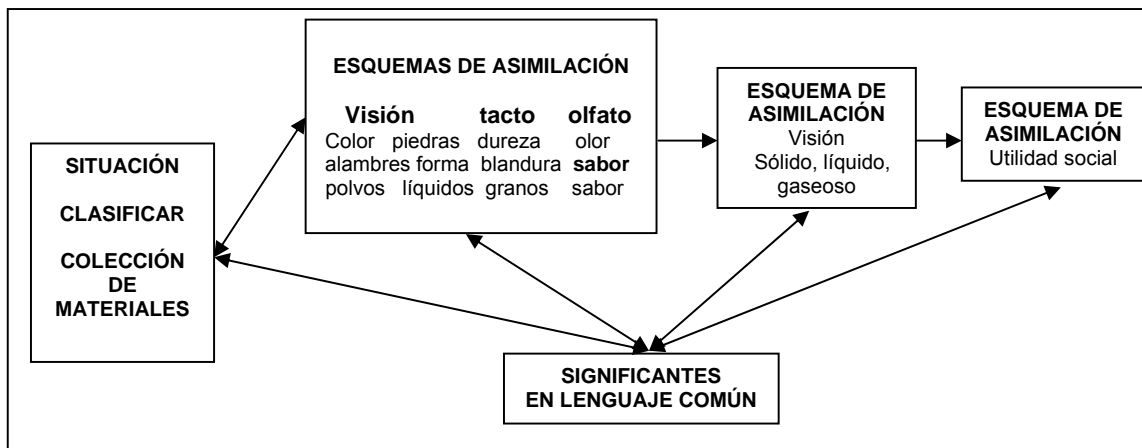 SITUACIÓN
CLASIFICAR
COLECCIÓN
DE
MATERIALES
ESQUEMAS DE ASIMILACIÓN
Visión tacto olfato
Color piedras dureza olor
alambres forma blandura sabor
polvos líquidos granos sabor
ESQUEMA DE
ASIMILACIÓN
Visión
Sólido, líquido,
gaseoso
ESQUEMA DE
ASIMILACIÓN
Utilidad social
SIGNIFICANTES
EN LENGUAJE COMÚN